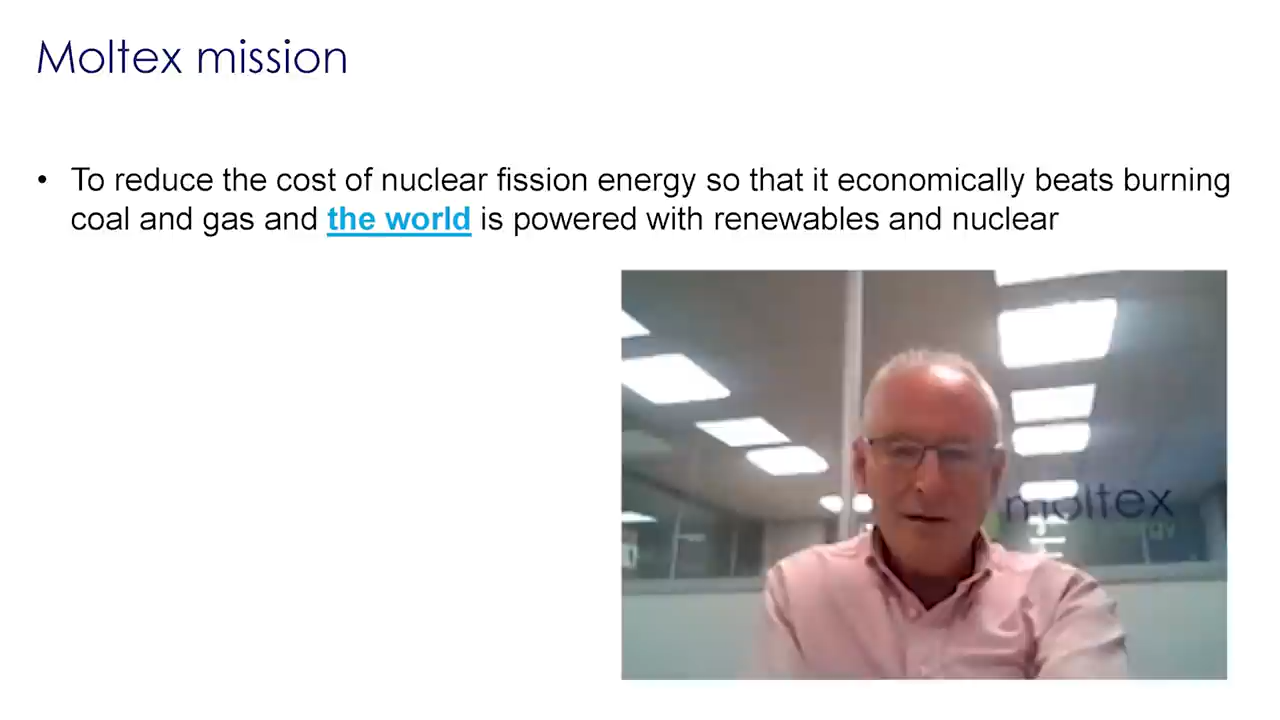 Moltex mission
• To reduce the cost of nuclear fission energy so that it economically beats burning
coal and gas and the world is powered with renewables and nuclear
moltex